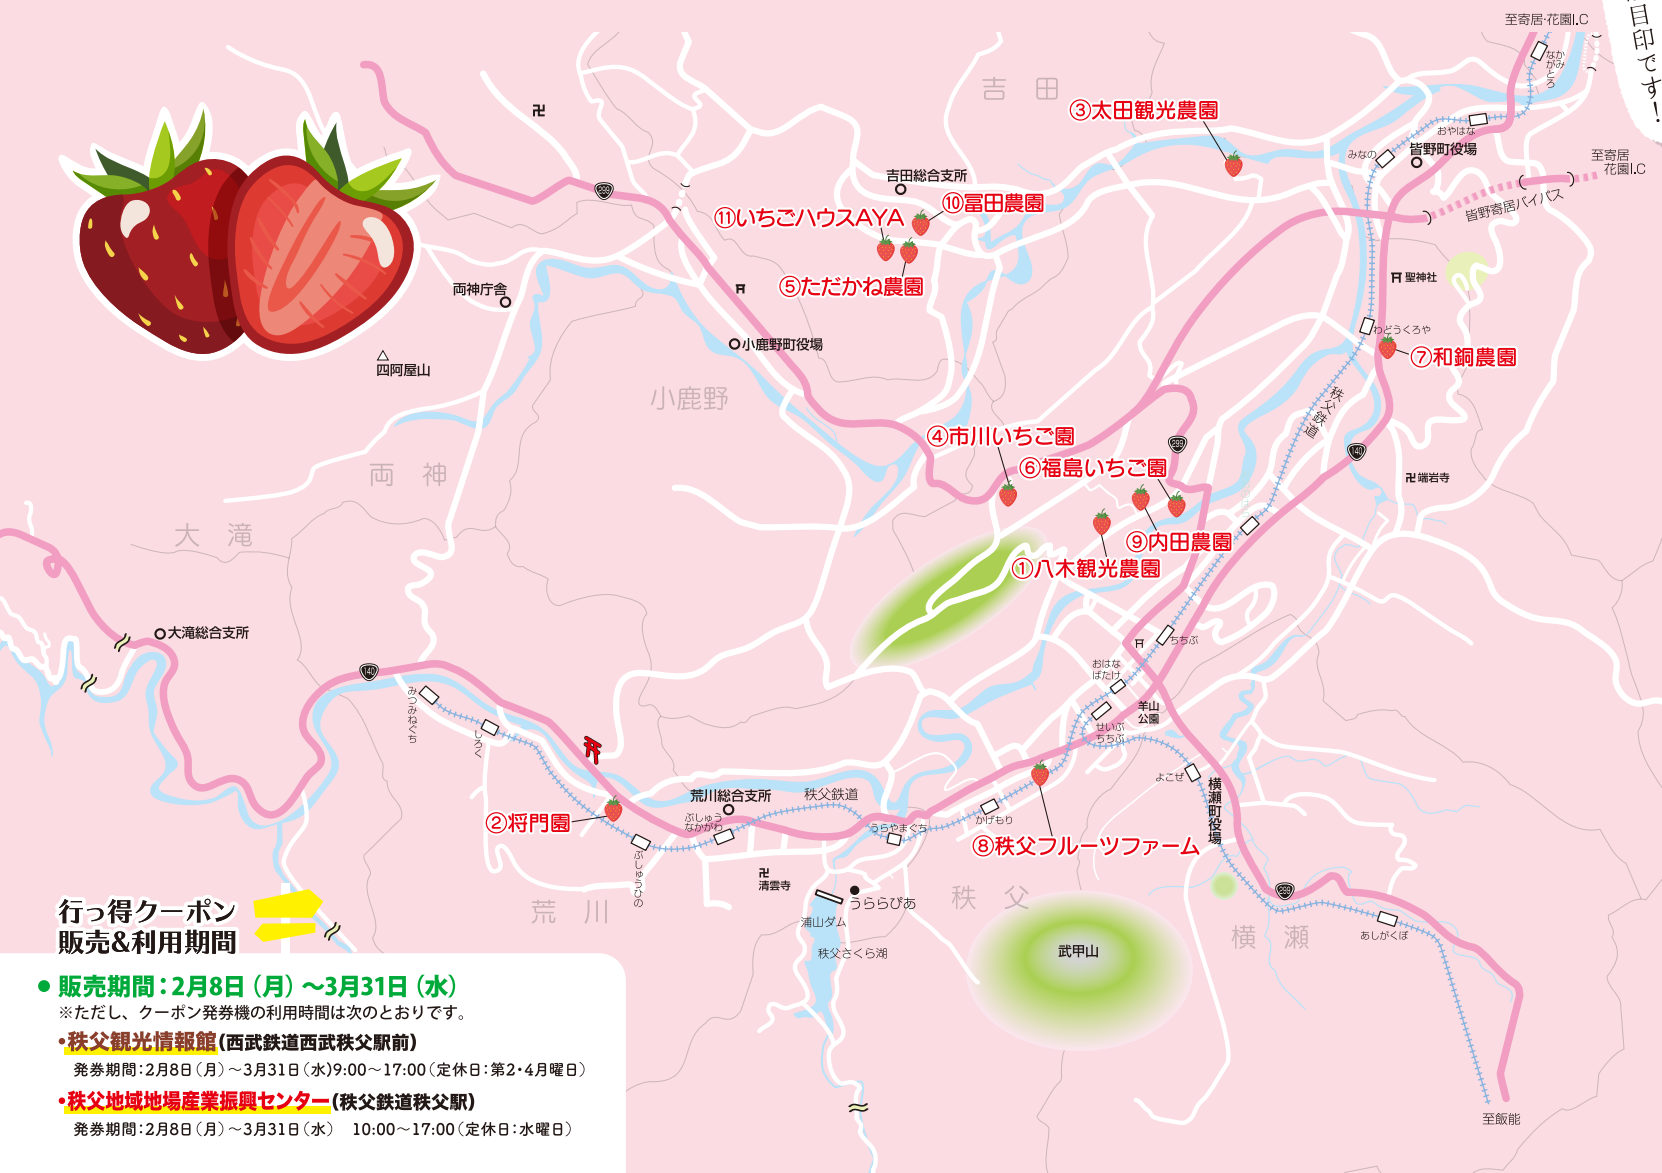 至寄居・花園I.C
目印です！
なかがみとろ
おやはな
みなの
皆野町役場
至寄居
花園I.C
皆野寄居バイパス
吉田
③太田観光農園
吉田総合支所
⑩冨田農園
⑪いちごハウスAYA
⑤ただかね農園
299
両神庁舎
四阿屋山
小鹿野町役場
小鹿野
聖神社
わどうくろや
⑦和銅農園
秩父鉄道
140
端岩寺
④市川いちご園
299
⑥福島いちご園
⑨内田農園
①八木観光農園
両神
大滝
大滝総合支所
140
みつみねぐち
しろく
ちちぶ
おはな
ばたけ
羊山
公園
せいぶ
ちちぶ
よこぜ
横瀬町役場
②将門園
荒川総合支所
ぶしゅう
なかがわ
秩父鉄道
うらやまぐち
かげもり
⑧秩父フルーツファーム
ぶしゅうひの
清雲寺
うららぴあ
浦山ダム
秩父さくら湖
荒川
秩父
武甲山
横瀬
299
あしがくぼ
至飯能
行っ得クーポン
販売&利用期間
●販売期間：2月8日（月）～3月31日（水）
※ただし、クーポン発券機の利用時間は次のとおりです。
・秩父観光情報館(西武鉄道西武秩父駅前)
発券期間：2月8日（月）～3月31日（水）9:00～17:00（定休日：第2・4月曜日）
・秩父地域地場産業振興センター(秩父鉄道秩父駅)
発券期間：2月8日（月）～3月31日（水）　10:00～17:00（定休日：水曜日）